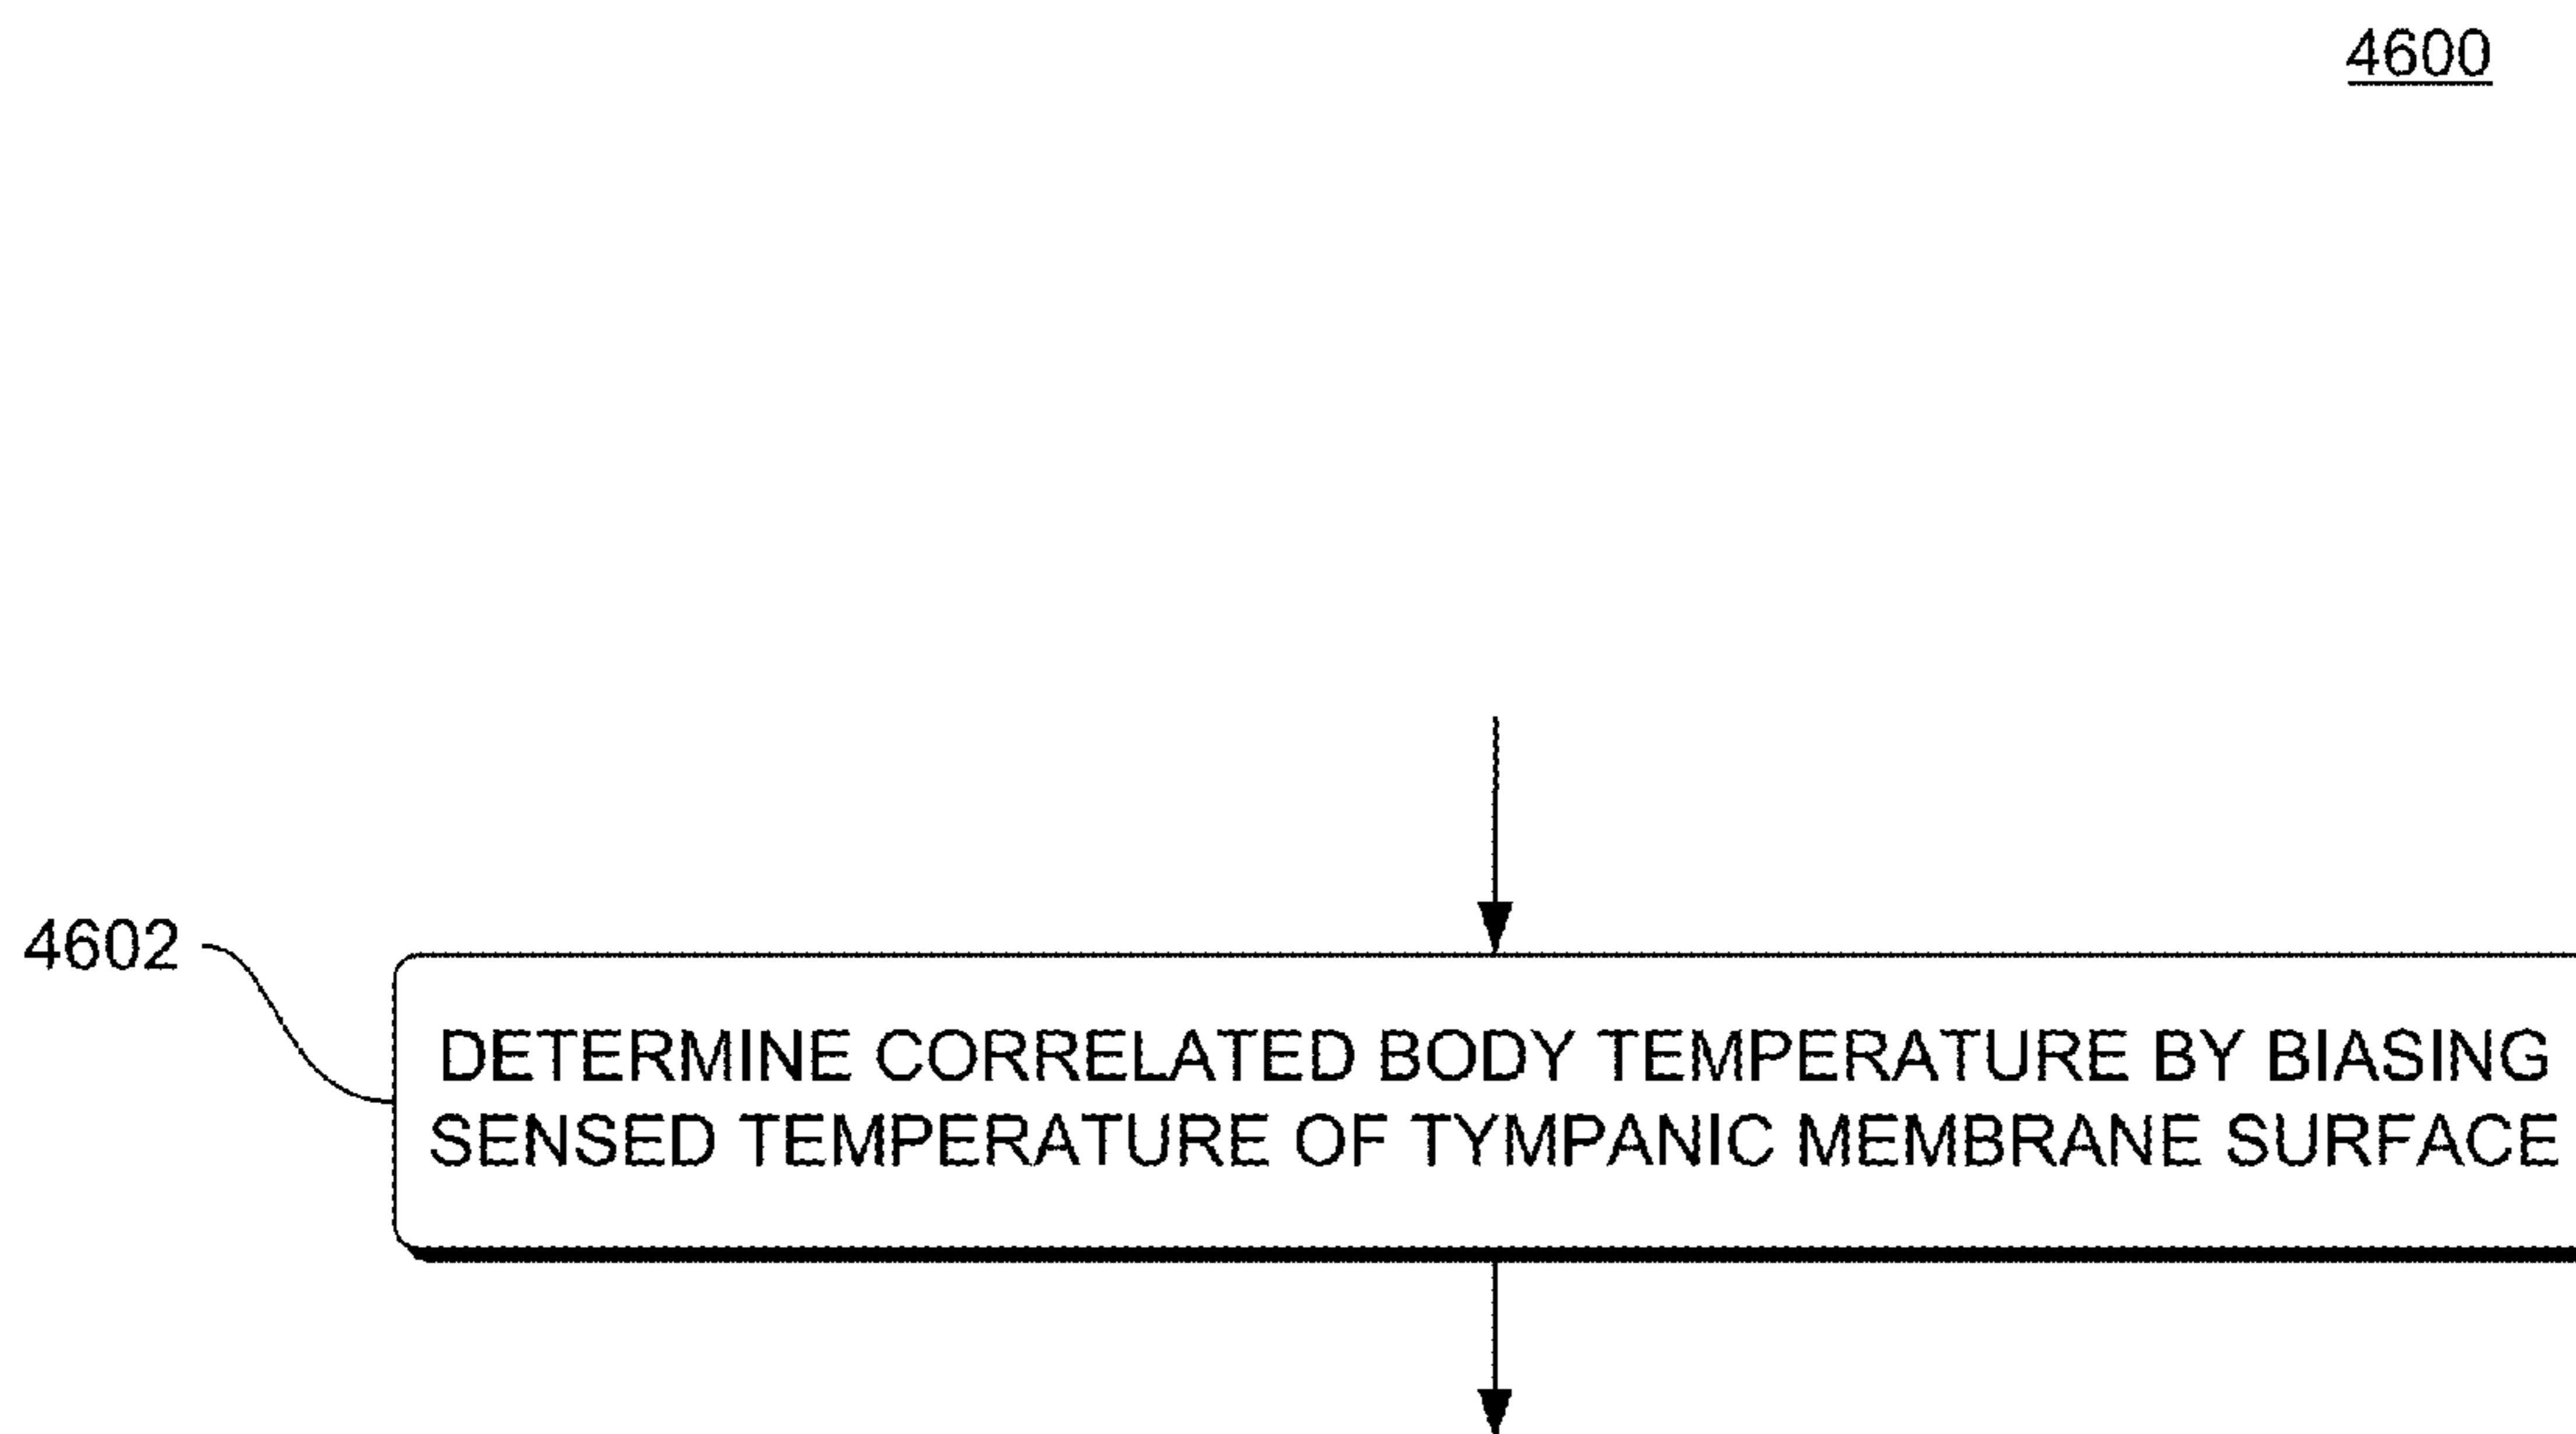 4600
4602
DETERMINE CORRELATED BODY TEMPERATURE BY BIASING
SENSED TEMPERATURE OF TYMPANIC MEMBRANE SURFACE